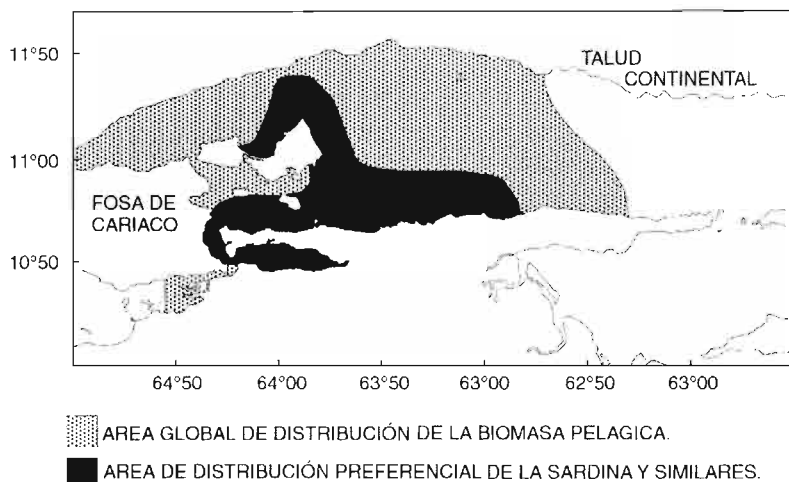 11°50
TALUD
CONTINENTAL
11°00
FOSA DE
CARIACO
10°50
64°50 64°00 63°50 63°00 62°50 63°00
AREA GLOBAL DE DISTRIBUCIÓN DE LA BIOMASA PELAGICA.
AREA DE DISTRIBUCIÓN PREFERENCIAL DE LA SARDINA Y SIMILARES.